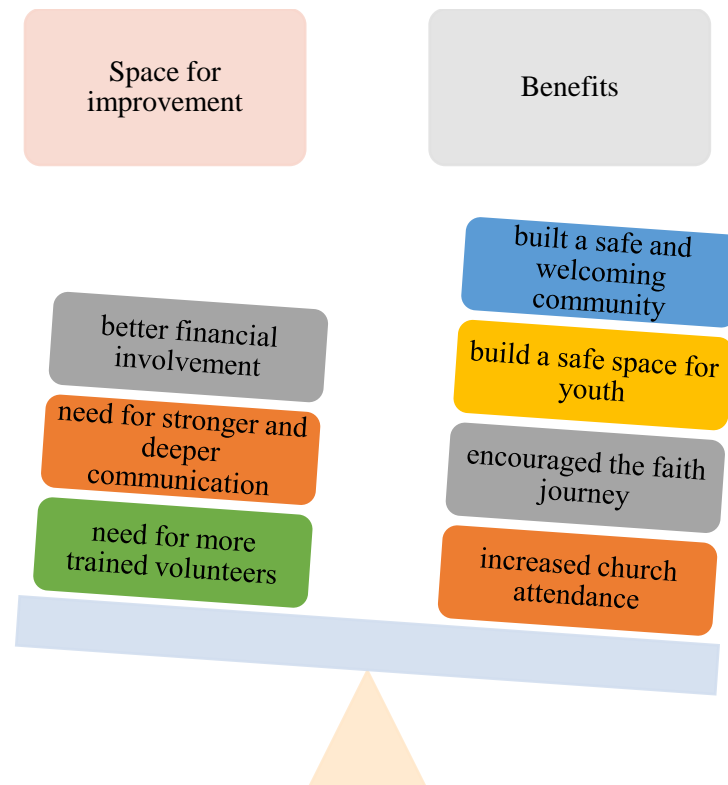 Space for
improvement
Benefits
better financial
involvement
need for stronger and
deeper
communication
need for more
trained volunteers
built a safe and
welcoming
community
build a safe space for
youth
encouraged the faith
journey
increased church
attendance